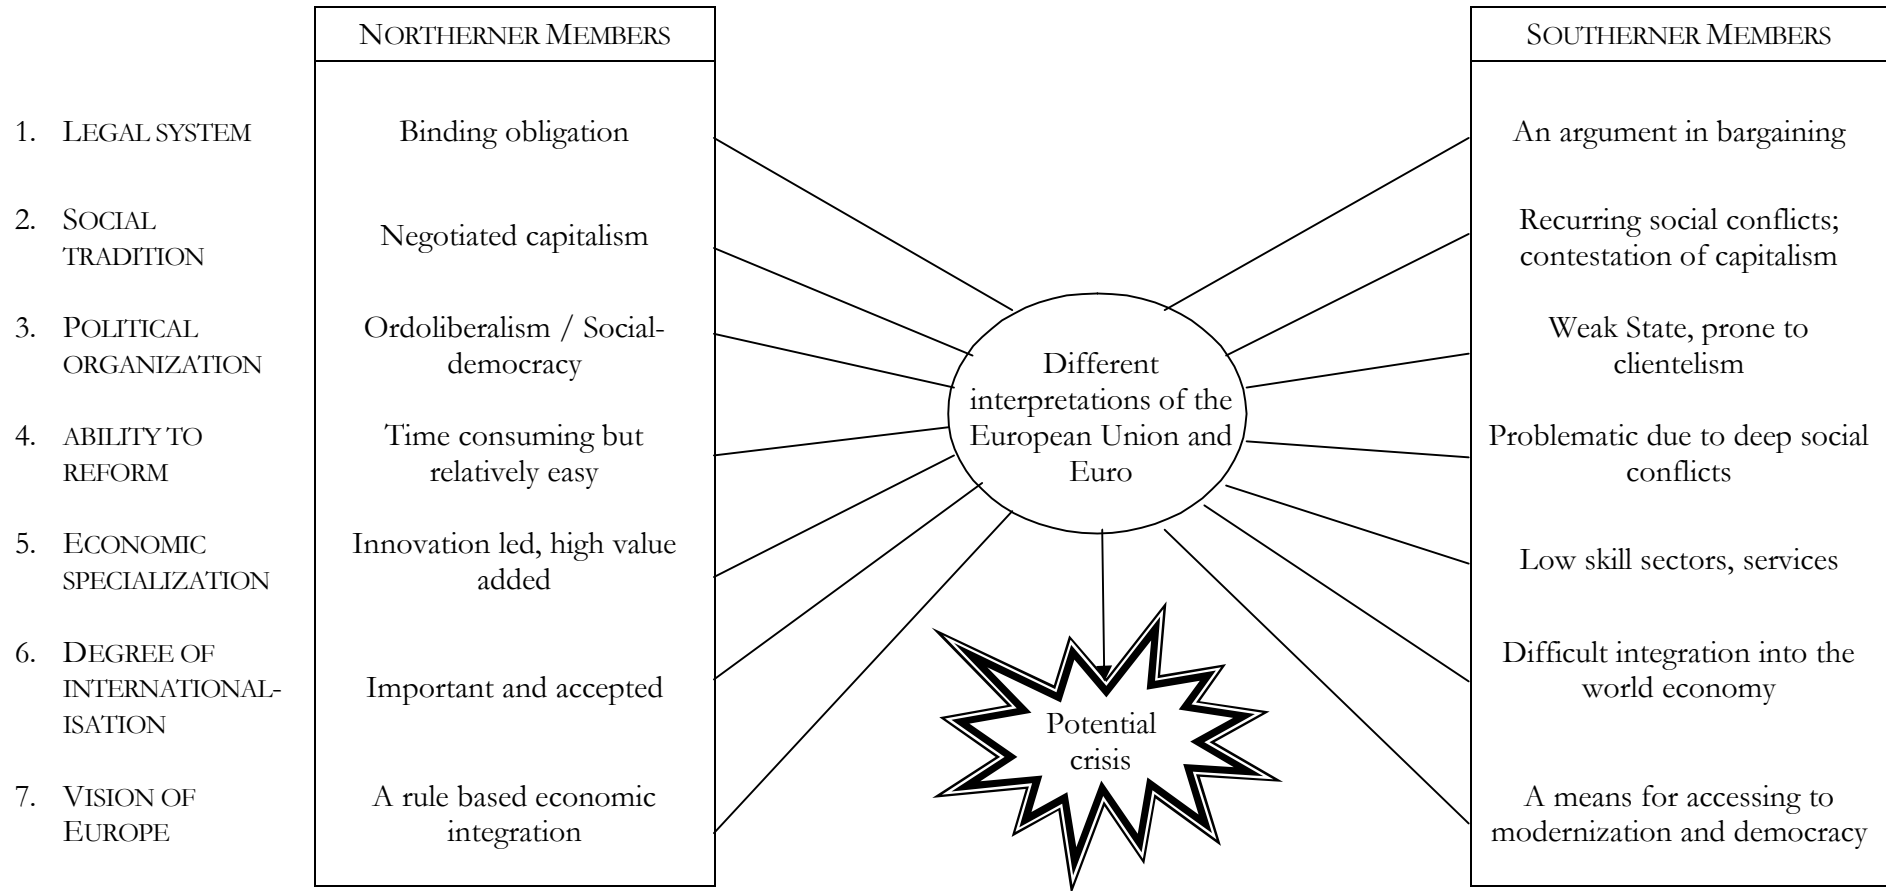 NORTHERNER MEMBERS
SOUTHERNER MEMBERS
1. LEGAL SYSTEM
Binding obligation
An argument in bargaining
2. SOCIAL
TRADITION
Negotiated capitalism
Recurring social conflicts;
contestation of capitalism
3. POLITICAL
ORGANIZATION
Ordoliberalism / Social-
democracy
Weak State, prone to
clientelism
Different
interpretations of the
European Union and
Euro
4. ABILITY TO
REFORM
Time consuming but
relatively easy
Problematic due to deep social
conflicts
5. ECONOMIC
SPECIALIZATION
Innovation led, high value
added
Low skill sectors, services
6. DEGREE OF
INTERNATIONAL-
ISATION
Important and accepted
Difficult integration into the
world economy
Potential
crisis
7. VISION OF
EUROPE
A rule based economic
integration
A means for accessing to
modernization and democracy